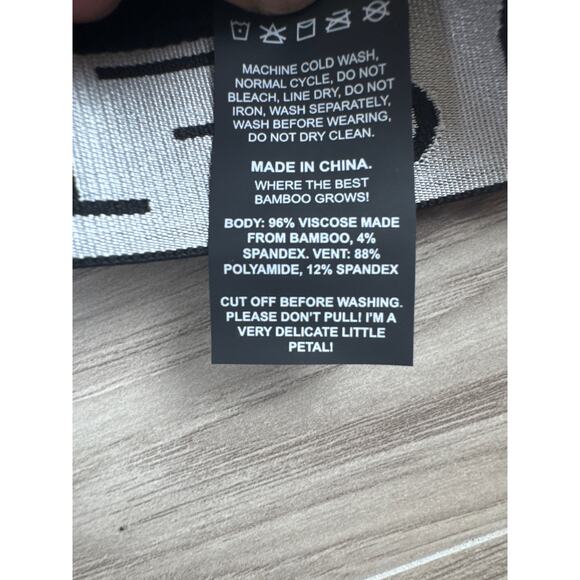 MACHINE COLD WASH,
NORMAL CYCLE, DO NOT
BLEACH, LINE DRY, DO NOT
IRON, WASH SEPARATELY,
WASH BEFORE WEARING,
DO NOT DRY CLEAN.
MADE IN CHINA.
WHERE THE BEST
BAMBOO GROWS!
BODY: 96% VISCOSE MADE
FROM BAMBOO, 4%
SPANDEX. VENT: 88%
POLYAMIDE, 12% SPANDEX
CUT OFF BEFORE WASHING.
PLEASE DON'T PULL! I'M A
VERY DELICATE LITTLE
PETAL!